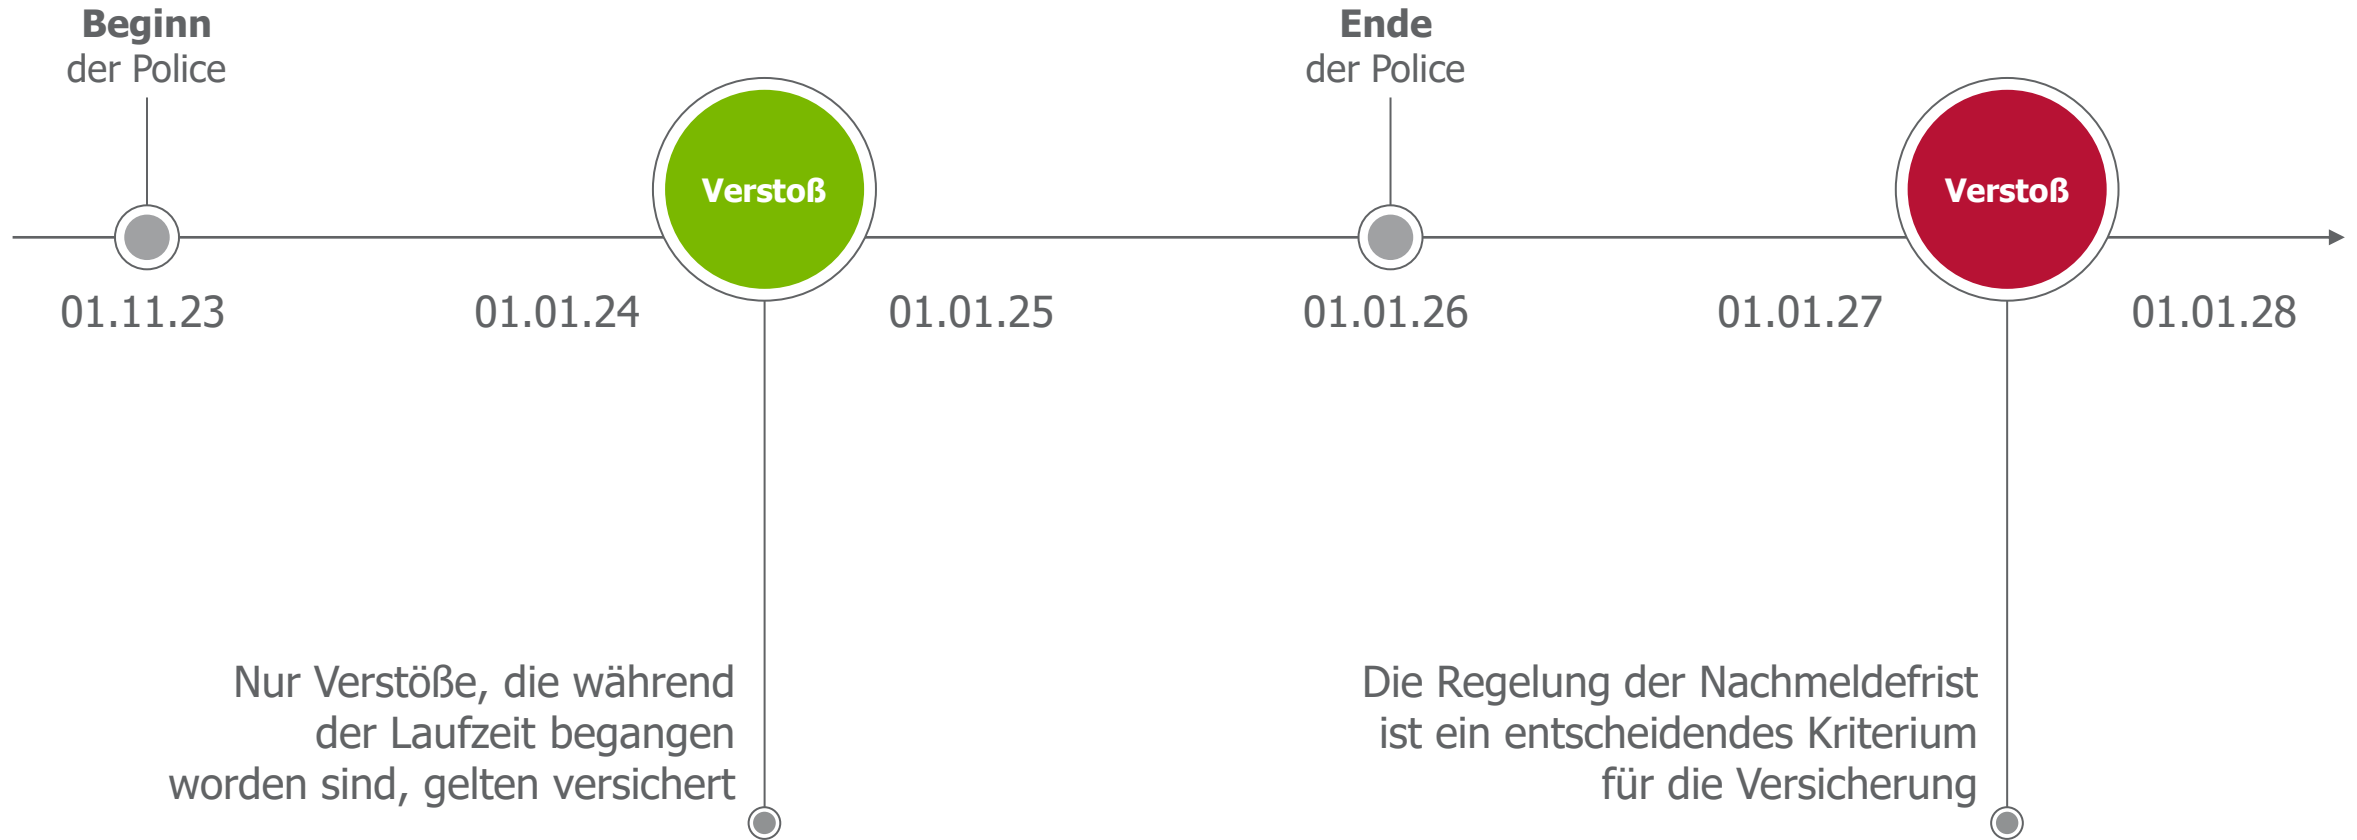 Beginn
der Police
Ende
der Police
Verstoß
Verstoß
01.11.23
01.01.24
01.01.25
01.01.26
01.01.27
01.01.28
Nur Verstöße, die während
der Laufzeit begangen
worden sind, gelten versichert
Die Regelung der Nachmeldefrist
ist ein entscheidendes Kriterium
für die Versicherung